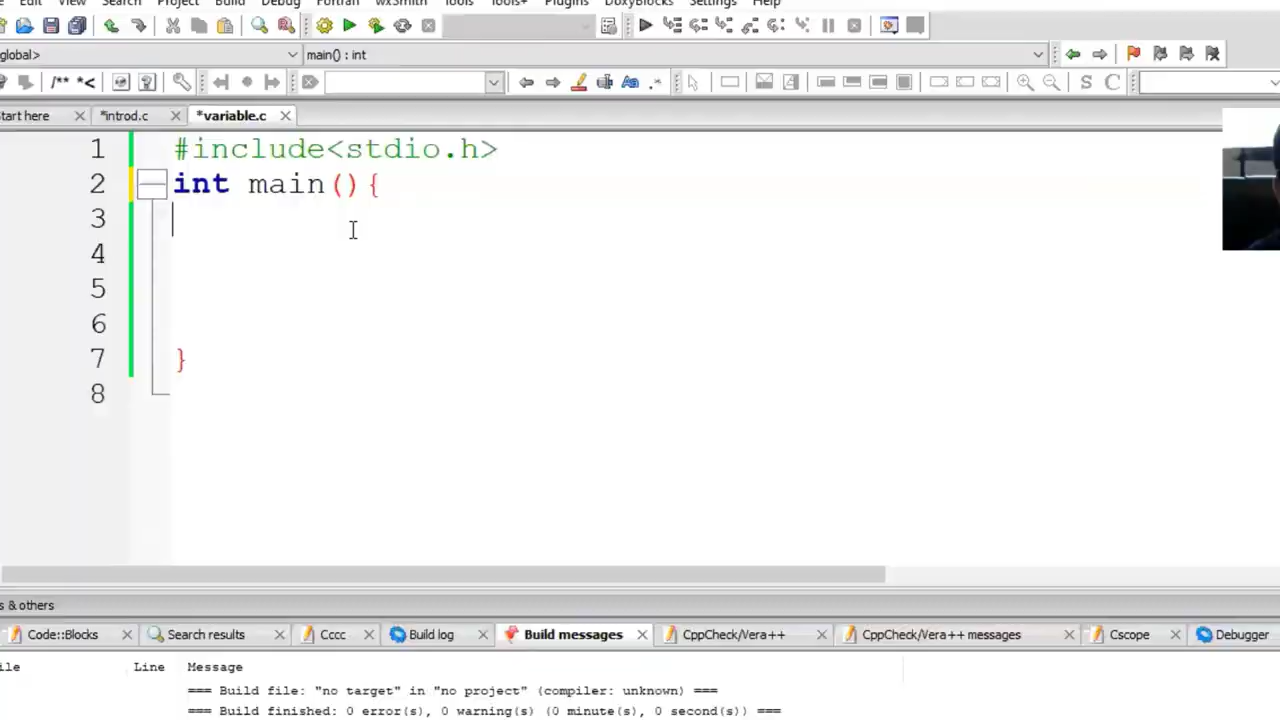 Edit View Search Project Build Debug Fortran wxSmith Tools Tools+ Plugins DoxyBlocks Settings Help
global> main() : int
/** *< Aa .* S C
tart here *introd.c *variable.c
1 #include<stdio.h>
2 int main(){
3
4
5
6
7 }
8
s & others
Code::Blocks Search results Cccc Build log Build messages CppCheck/Vera++ CppCheck/Vera++ messages Cscope Debugger
ile Line Message
=== Build file: "no target" in "no project" (compiler: unknown) ===
=== Build finished: 0 error(s), 0 warning(s) (0 minute(s), 0 second(s)) ===